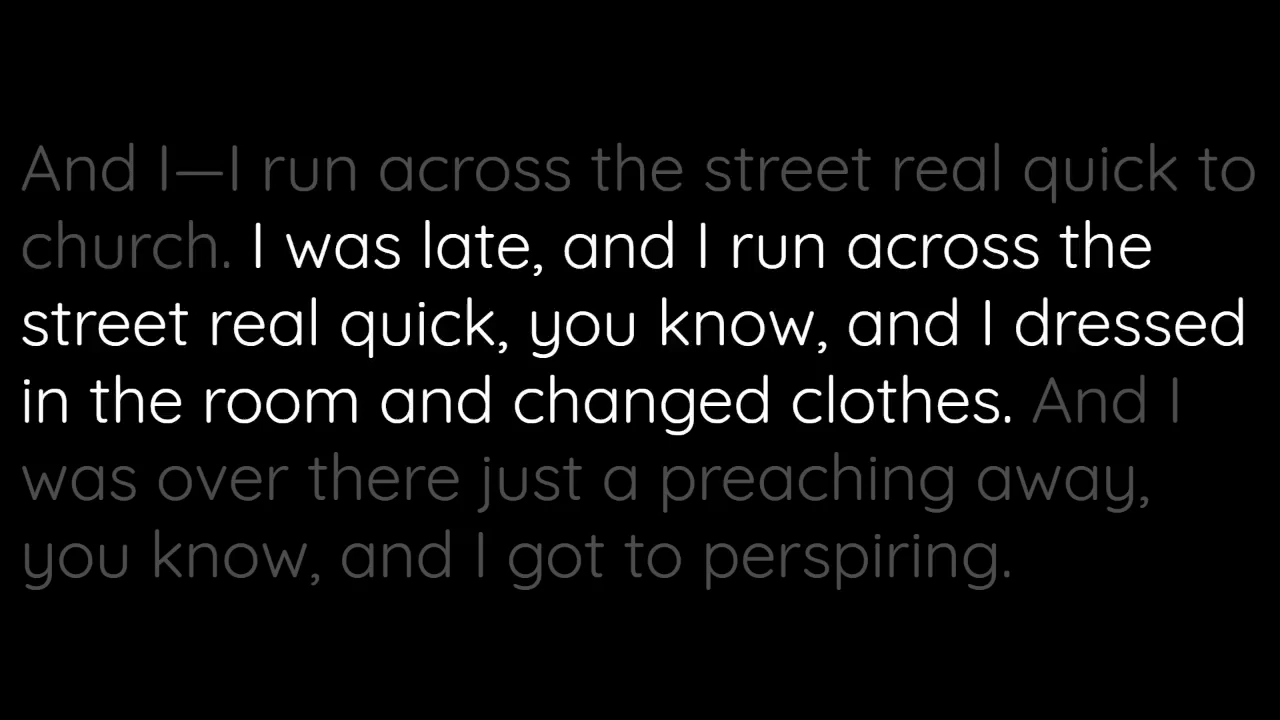 And I—I run across the street real quick to
church. I was late, and I run across the
street real quick, you know, and I dressed
in the room and changed clothes. And I
was over there just a preaching away,
you know, and I got to perspiring.